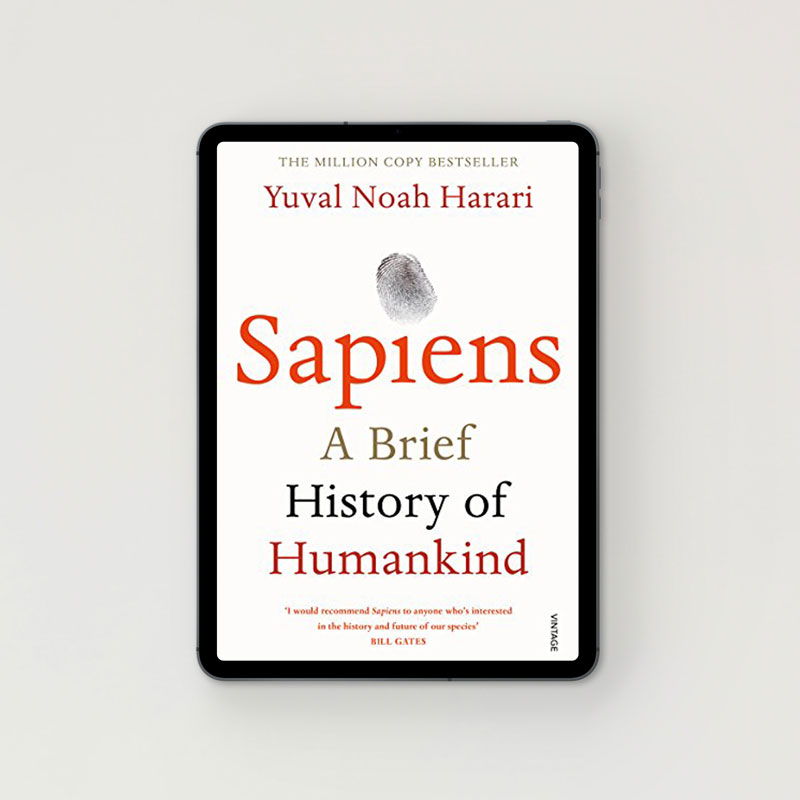 THE MILLION COPY BESTSELLER
Yuval Noah Harari
Sapiens
A Brief
History of
Humankind
'I would recommend Sapiens to anyone who's interested
in the history and future of our species'
BILL GATES
VINTAGE